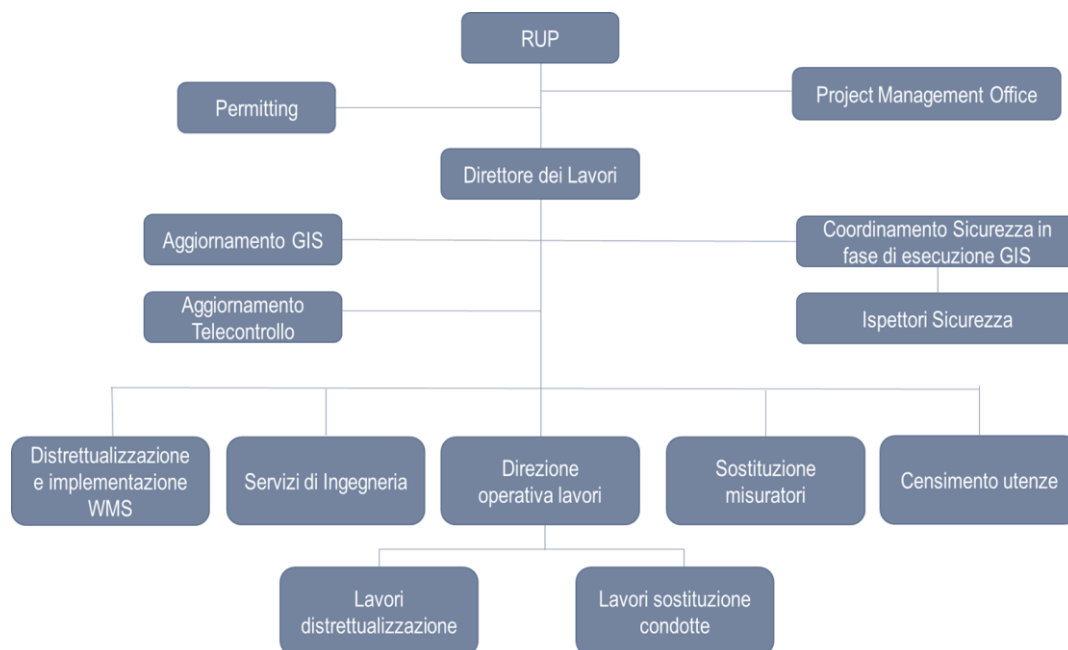 RUP
Permitting
Project Management Office
Direttore dei Lavori
Aggiornamento GIS
Coordinamento Sicurezza in
fase di esecuzione GIS
Aggiornamento
Telecontrollo
Ispettori Sicurezza
Distrettualizzazione
e implementazione
WMS
Servizi di Ingegneria
Direzione
operativa lavori
Sostituzione
misuratori
Censimento utenze
Lavori
distrettualizzazione
Lavori sostituzione
condotte